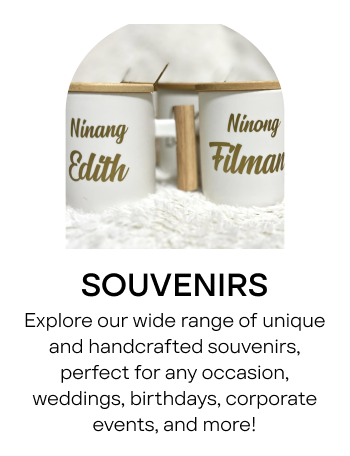 Ninang
Edith
Ninong
Filman
SOUVENIRS
Explore our wide range of unique
and handcrafted souvenirs,
perfect for any occasion,
weddings, birthdays, corporate
events, and more!